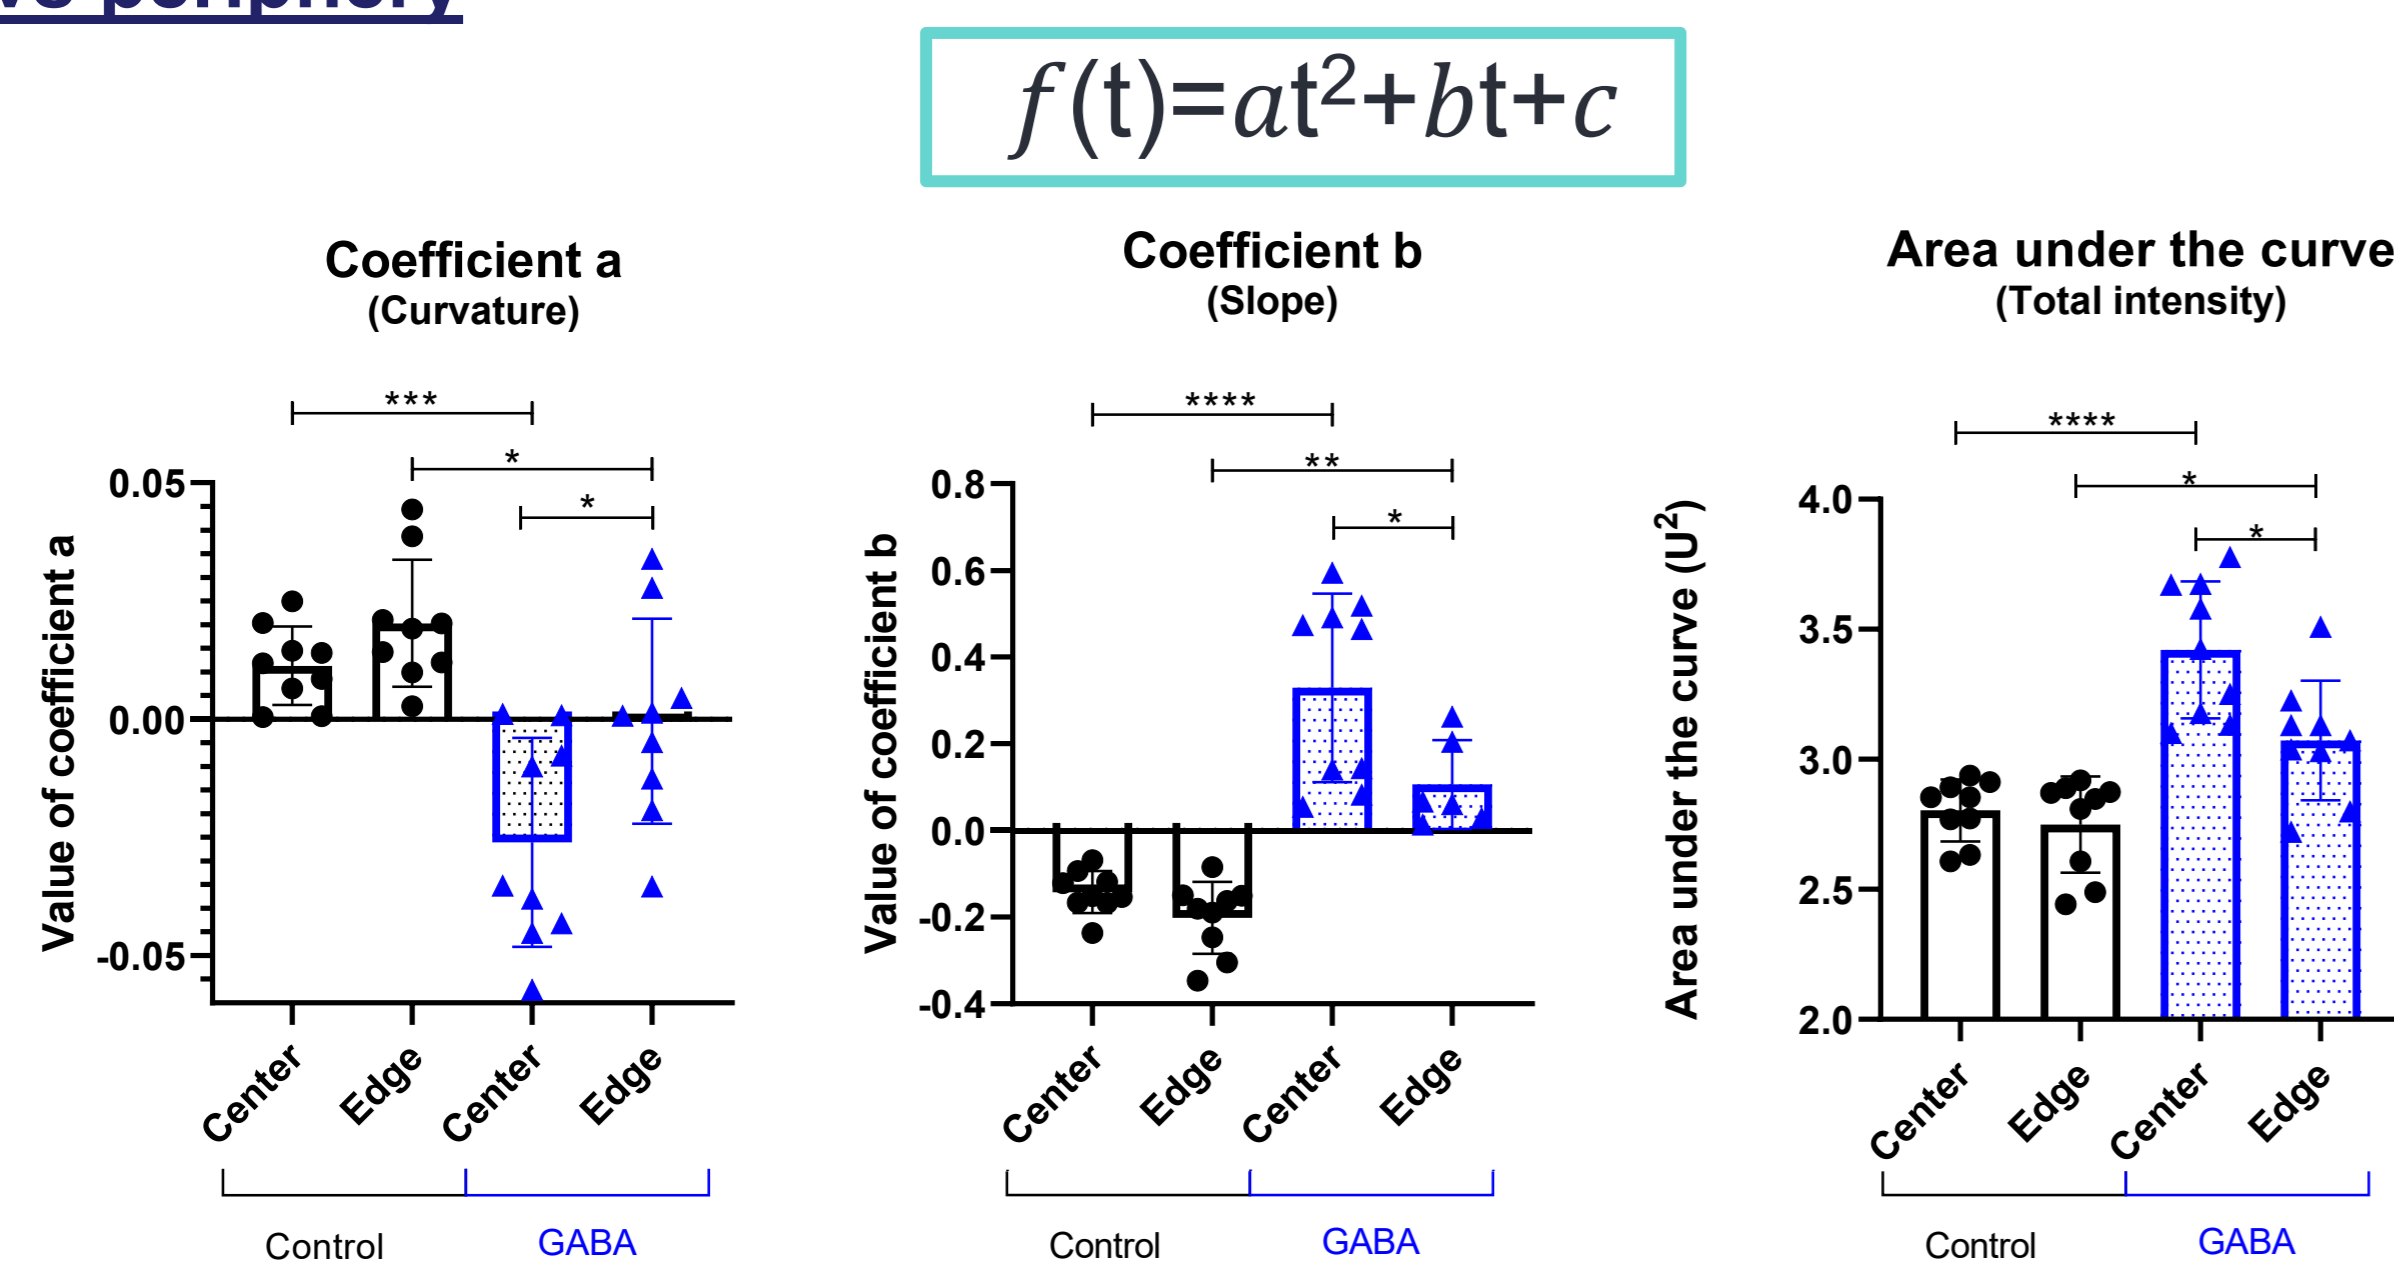 periphery
f(t)=at²+bt+c
Coefficient a
(Curvature)
***
*
*
0.05
0.00
-0.05
Value of coefficient a
Center
Edge
Center
Edge
Control
GABA
Coefficient b
(Slope)
****
**
*
0.8
0.6
0.4
0.2
0.0
-0.2
-0.4
Value of coefficient b
Center
Edge
Center
Edge
Control
GABA
Area under the curve
(Total intensity)
****
*
*
4.0
3.5
3.0
2.5
2.0
Area under the curve (U²)
Center
Edge
Center
Edge
Control
GABA